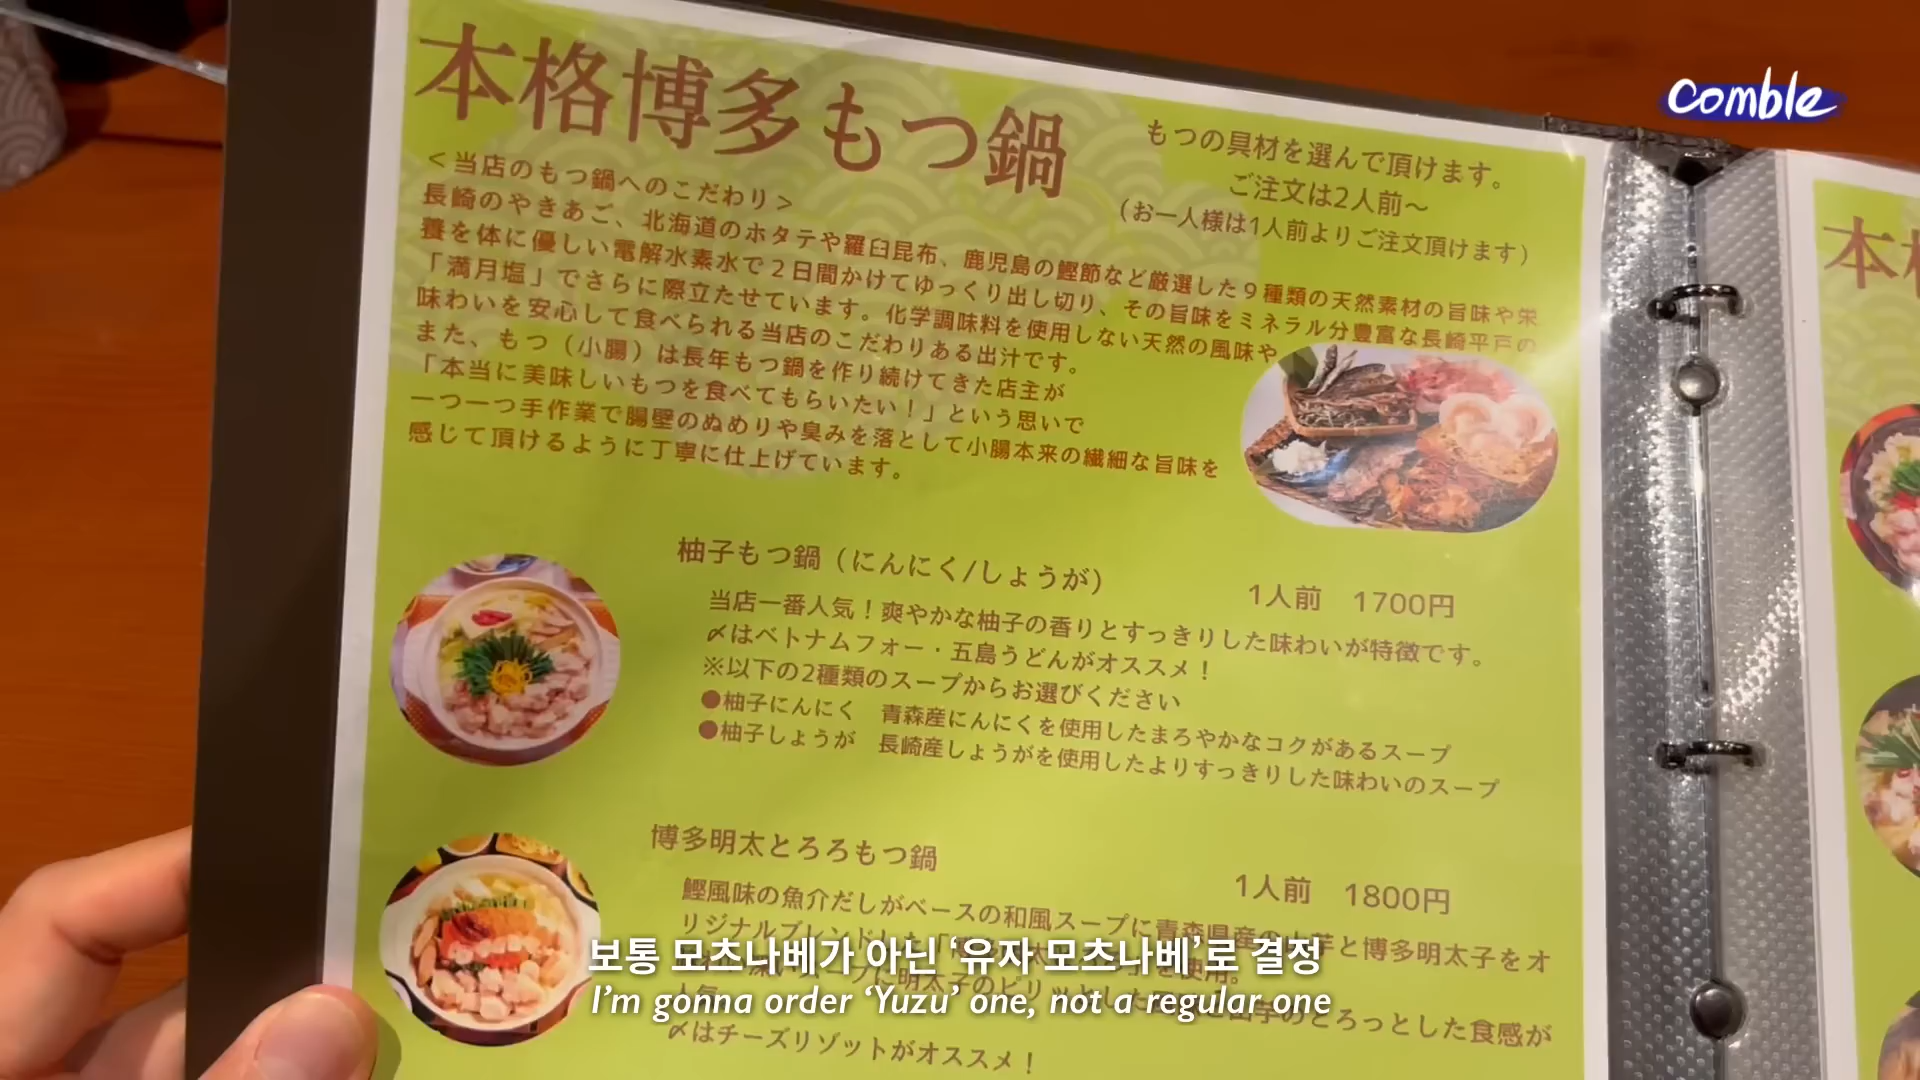 comble
本格博多もつ鍋
もつの具材を選んで頂けます。
ご注文は2人前〜
(お一人様は1人前よりご注文頂けます)
＜当店のもつ鍋へのこだわり＞
長崎のやきあご、北海道のホタテや羅臼昆布、鹿児島の鰹節など厳選した９種類の天然素材の旨味や栄
養を体に優しい電解水素水で２日間かけてゆっくり出し切り、その旨味をミネラル分豊富な長崎平戸の
「満月塩」でさらに際立たせています。化学調味料を使用しない天然の風味や
味わいを安心して食べられる当店のこだわりある出汁です。
また、もつ（小腸）は長年もつ鍋を作り続けてきた店主が
「本当に美味しいもつを食べてもらいたい！」という思いで
一つ一つ手作業で腸壁のぬめりや臭みを落として小腸本来の繊細な旨味を
感じて頂けるように丁寧に仕上げています。
柚子もつ鍋（にんにく/しょうが）
1人前　1700円
当店一番人気！爽やかな柚子の香りとすっきりした味わいが特徴です。
〆はベトナムフォー・五島うどんがオススメ！
※以下の2種類のスープからお選びください
●柚子にんにく　青森産にんにくを使用したまろやかなコクがあるスープ
●柚子しょうが　長崎産しょうがを使用したよりすっきりした味わいのスープ
博多明太とろろもつ鍋
1人前　1800円
鰹風味の魚介だしがベースの和風スープに青森県産の山芋と博多明太子をオ
リジナルブレンドした「
明太子のピリッとした
とろっとした食感が
〆はチーズリゾットがオススメ！
本
보통 모츠나베가 아닌 ‘유자 모츠나베’로 결정
I'm gonna order ‘Yuzu’ one, not a regular one